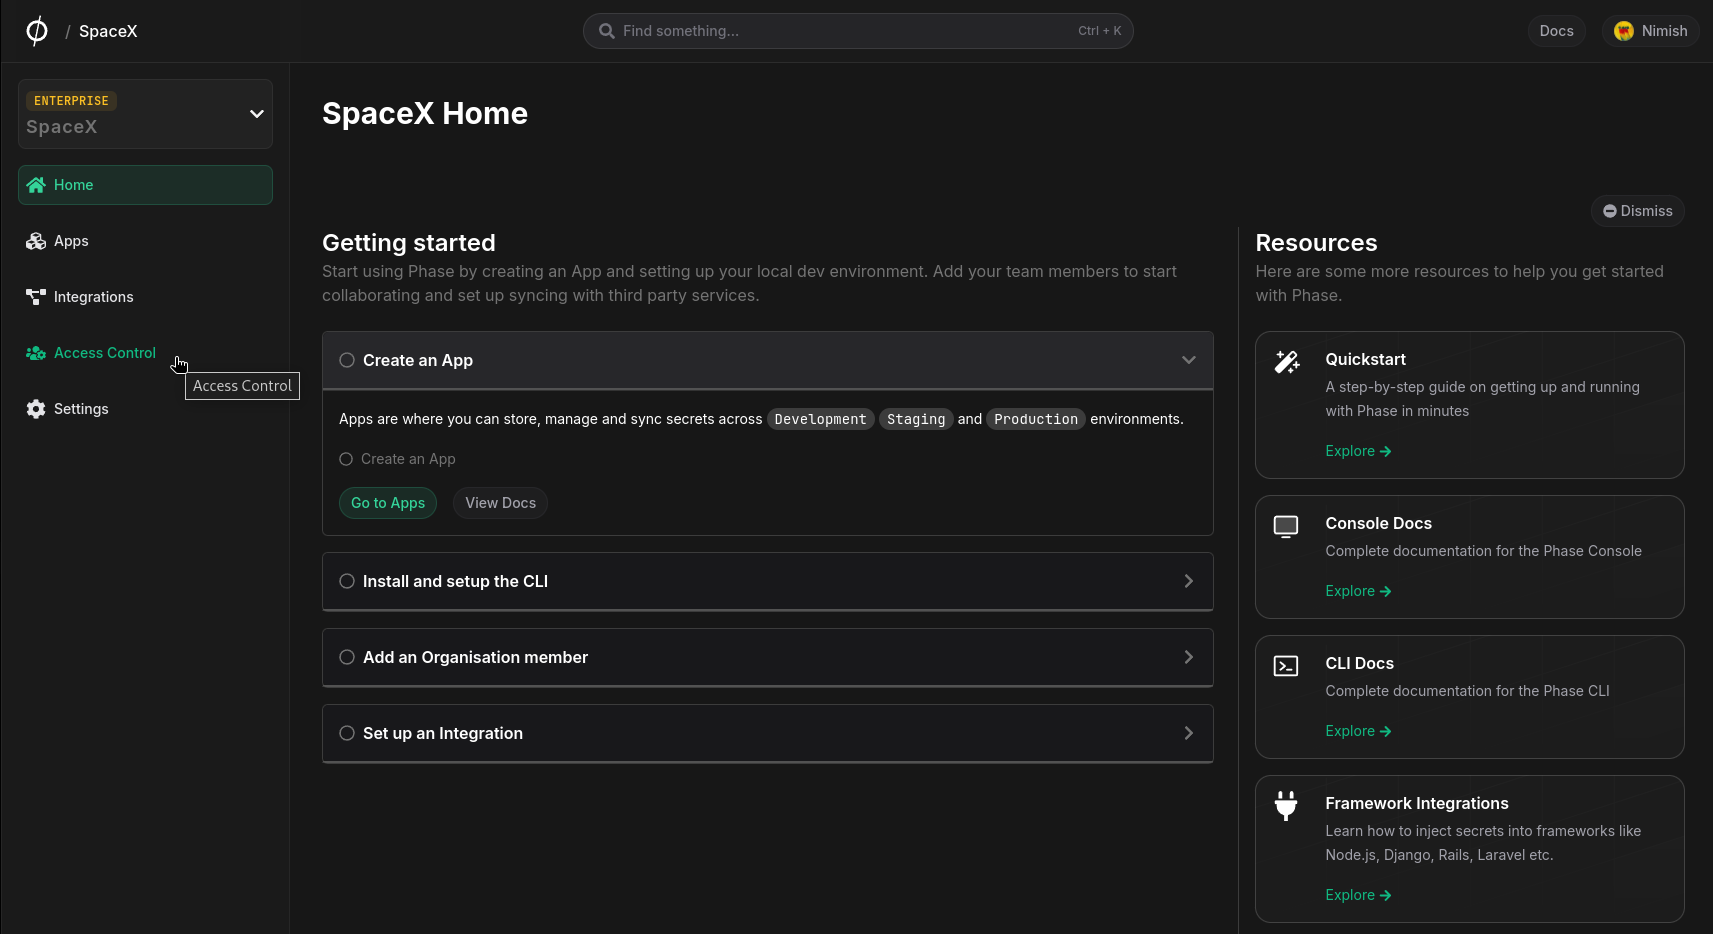 / SpaceX
Find something...
Ctrl + K
Docs
Nimish
ENTERPRISE
SpaceX
Home
Apps
Integrations
Access Control
Access Control
Settings
SpaceX Home
Dismiss
Getting started
Start using Phase by creating an App and setting up your local dev environment. Add your team members to start
collaborating and set up syncing with third party services.
Create an App
Apps are where you can store, manage and sync secrets across Development Staging and Production environments.
Create an App
Go to Apps
View Docs
Install and setup the CLI
Add an Organisation member
Set up an Integration
Resources
Here are some more resources to help you get started
with Phase.
Quickstart
A step-by-step guide on getting up and running
with Phase in minutes
Explore
Console Docs
Complete documentation for the Phase Console
Explore
CLI Docs
Complete documentation for the Phase CLI
Explore
Framework Integrations
Learn how to inject secrets into frameworks like
Node.js, Django, Rails, Laravel etc.
Explore